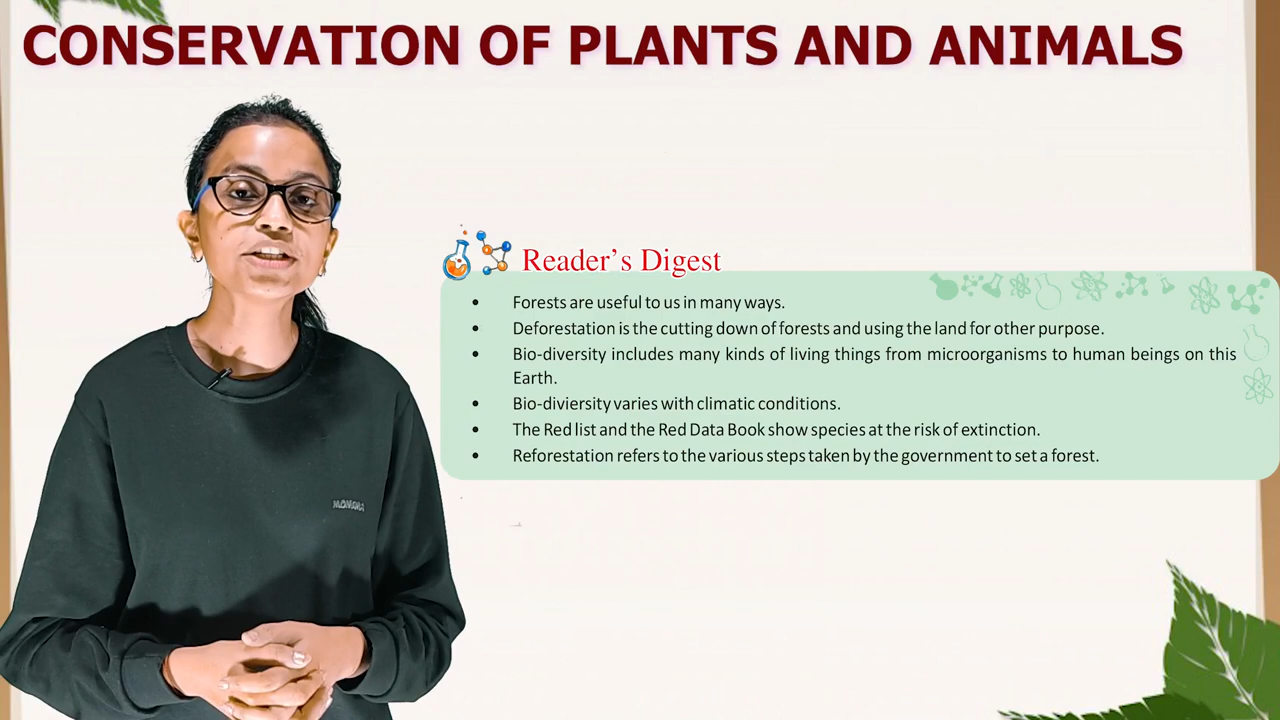 CONSERVATION OF PLANTS AND ANIMALS
Reader's Digest
• Forests are useful to us in many ways.
• Deforestation is the cutting down of forests and using the land for other purpose.
• Bio-diversity includes many kinds of living things from microorganisms to human beings on this
Earth.
• Bio-diviersity varies with climatic conditions.
• The Red list and the Red Data Book show species at the risk of extinction.
• Reforestation refers to the various steps taken by the government to set a forest.